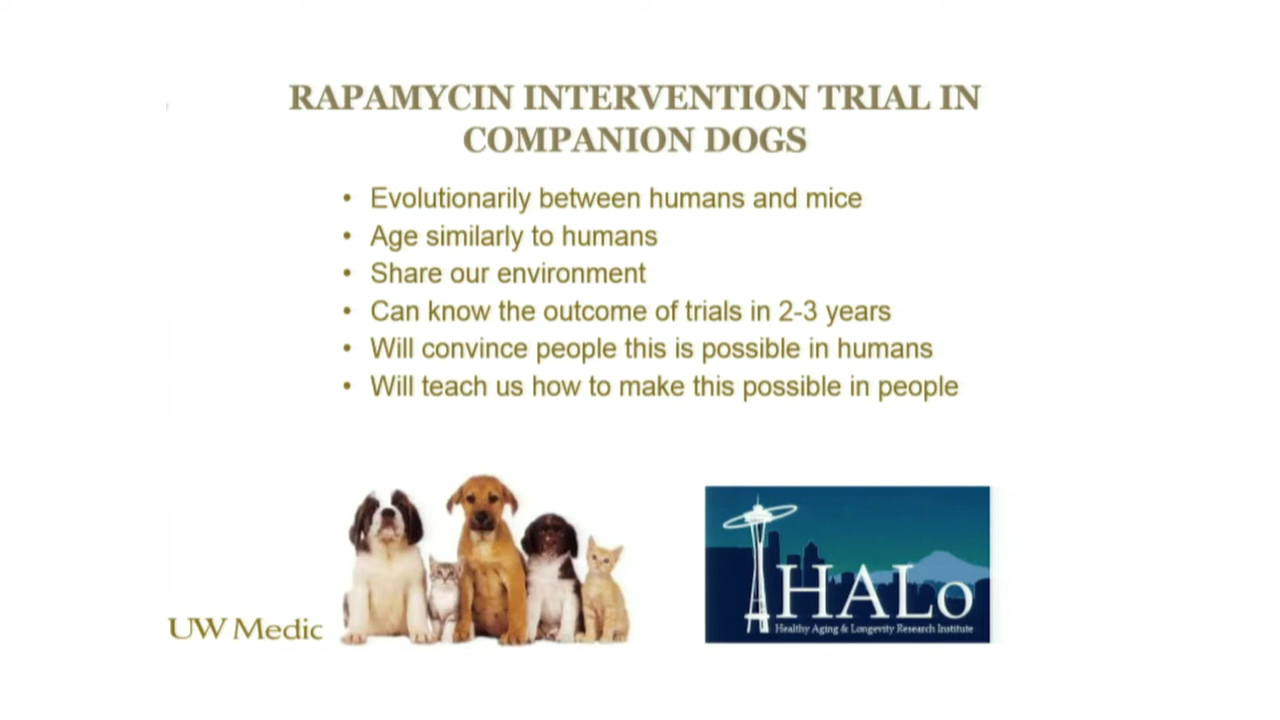 RAPAMYCIN INTERVENTION TRIAL IN
COMPANION DOGS
• Evolutionarily between humans and mice
• Age similarly to humans
• Share our environment
• Can know the outcome of trials in 2-3 years
• Will convince people this is possible in humans
• Will teach us how to make this possible in people
UW Medic
HALo
Healthy Aging & Longevity Research Institute